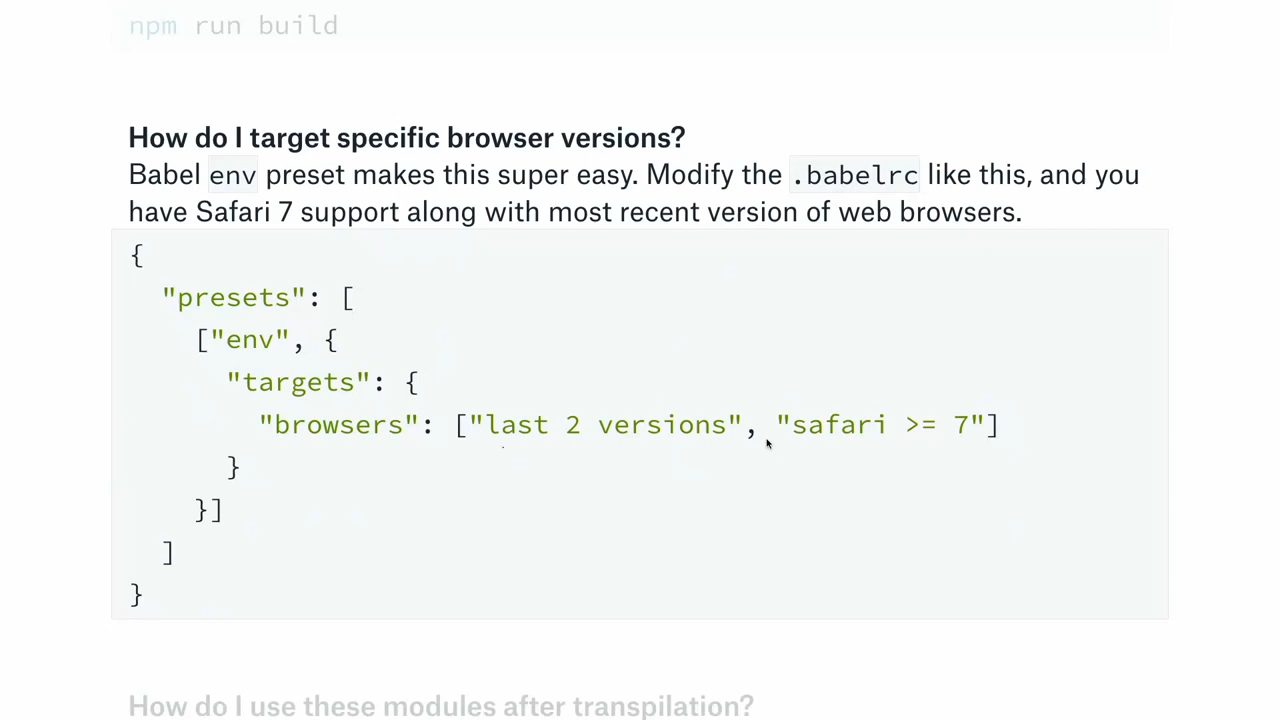 npm run build
How do I target specific browser versions?
Babel env preset makes this super easy. Modify the .babelrc like this, and you
have Safari 7 support along with most recent version of web browsers.
{
  "presets": [
    ["env", {
      "targets": {
        "browsers": ["last 2 versions", "safari >= 7"]
      }
    }]
  ]
}
How do I use these modules after transpilation?